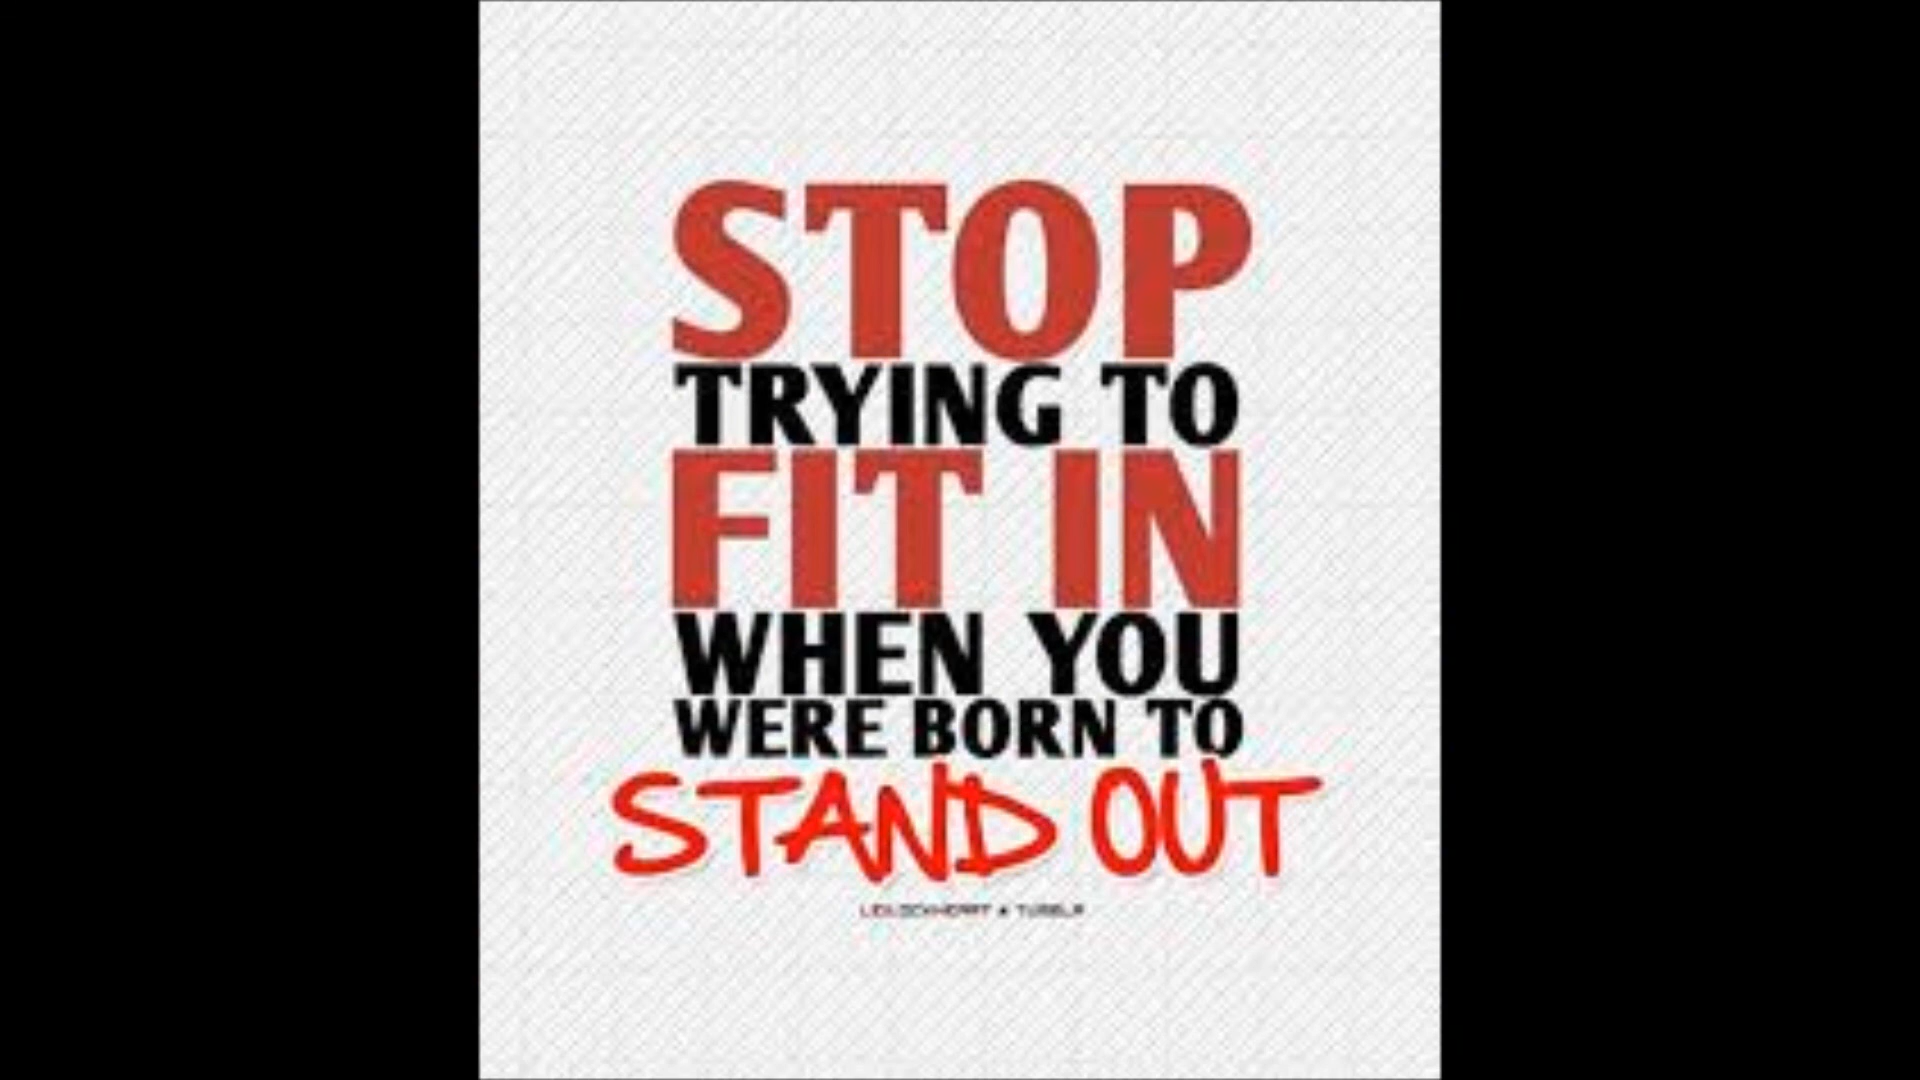 STOP
TRYING TO
FIT IN
WHEN YOU
WERE BORN TO
STAND OUT